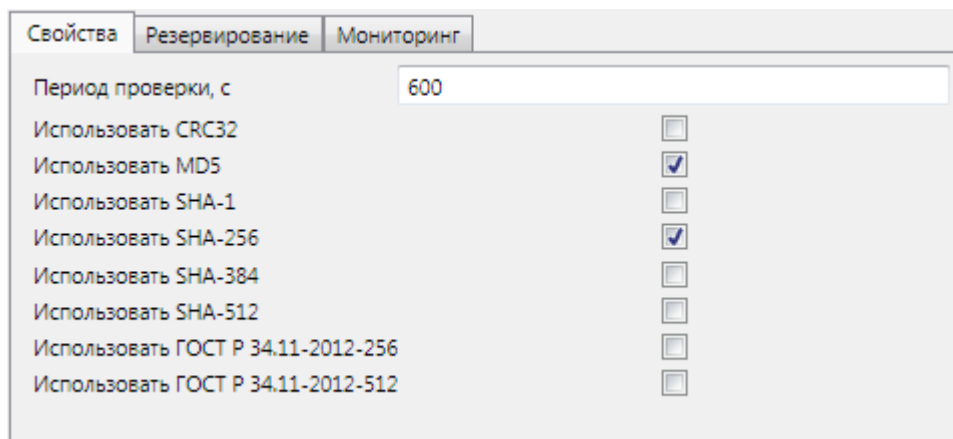 Свойства Резервирование Мониторинг
Период проверки, с 600
Использовать CRC32
Использовать MD5
Использовать SHA-1
Использовать SHA-256
Использовать SHA-384
Использовать SHA-512
Использовать ГОСТ Р 34.11-2012-256
Использовать ГОСТ Р 34.11-2012-512